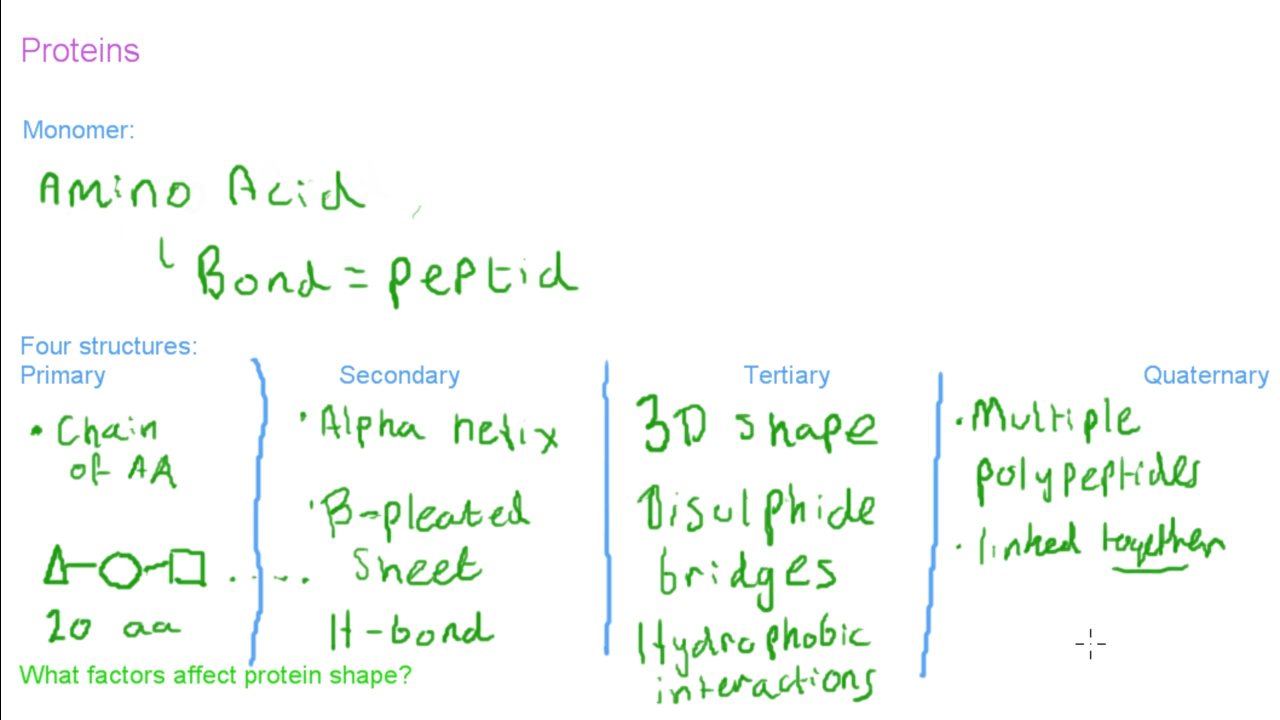 Proteins
Monomer:
Amino Acid
Bond = peptid
Four structures:
Primary
Secondary
Tertiary
Quaternary
• Chain
of AA
20 aa
• Alpha helix
• B-pleated
Sheet
H-bond
3D shape
Disulphide
bridges
Hydrophobic
interactions
• Multiple
polypeptides
• linked together
What factors affect protein shape?